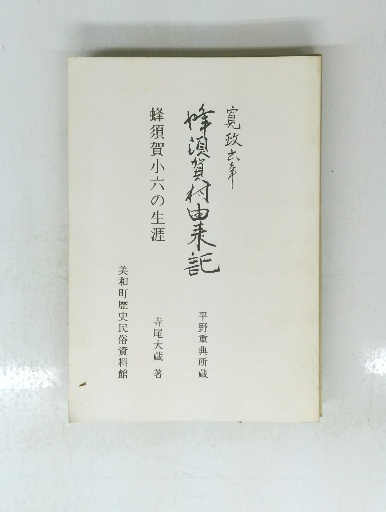 寛政六年
蜂須賀村由来記
平野重典所蔵
蜂須賀小六の生涯
寺尾大蔵 著
美和町歴史民俗資料館